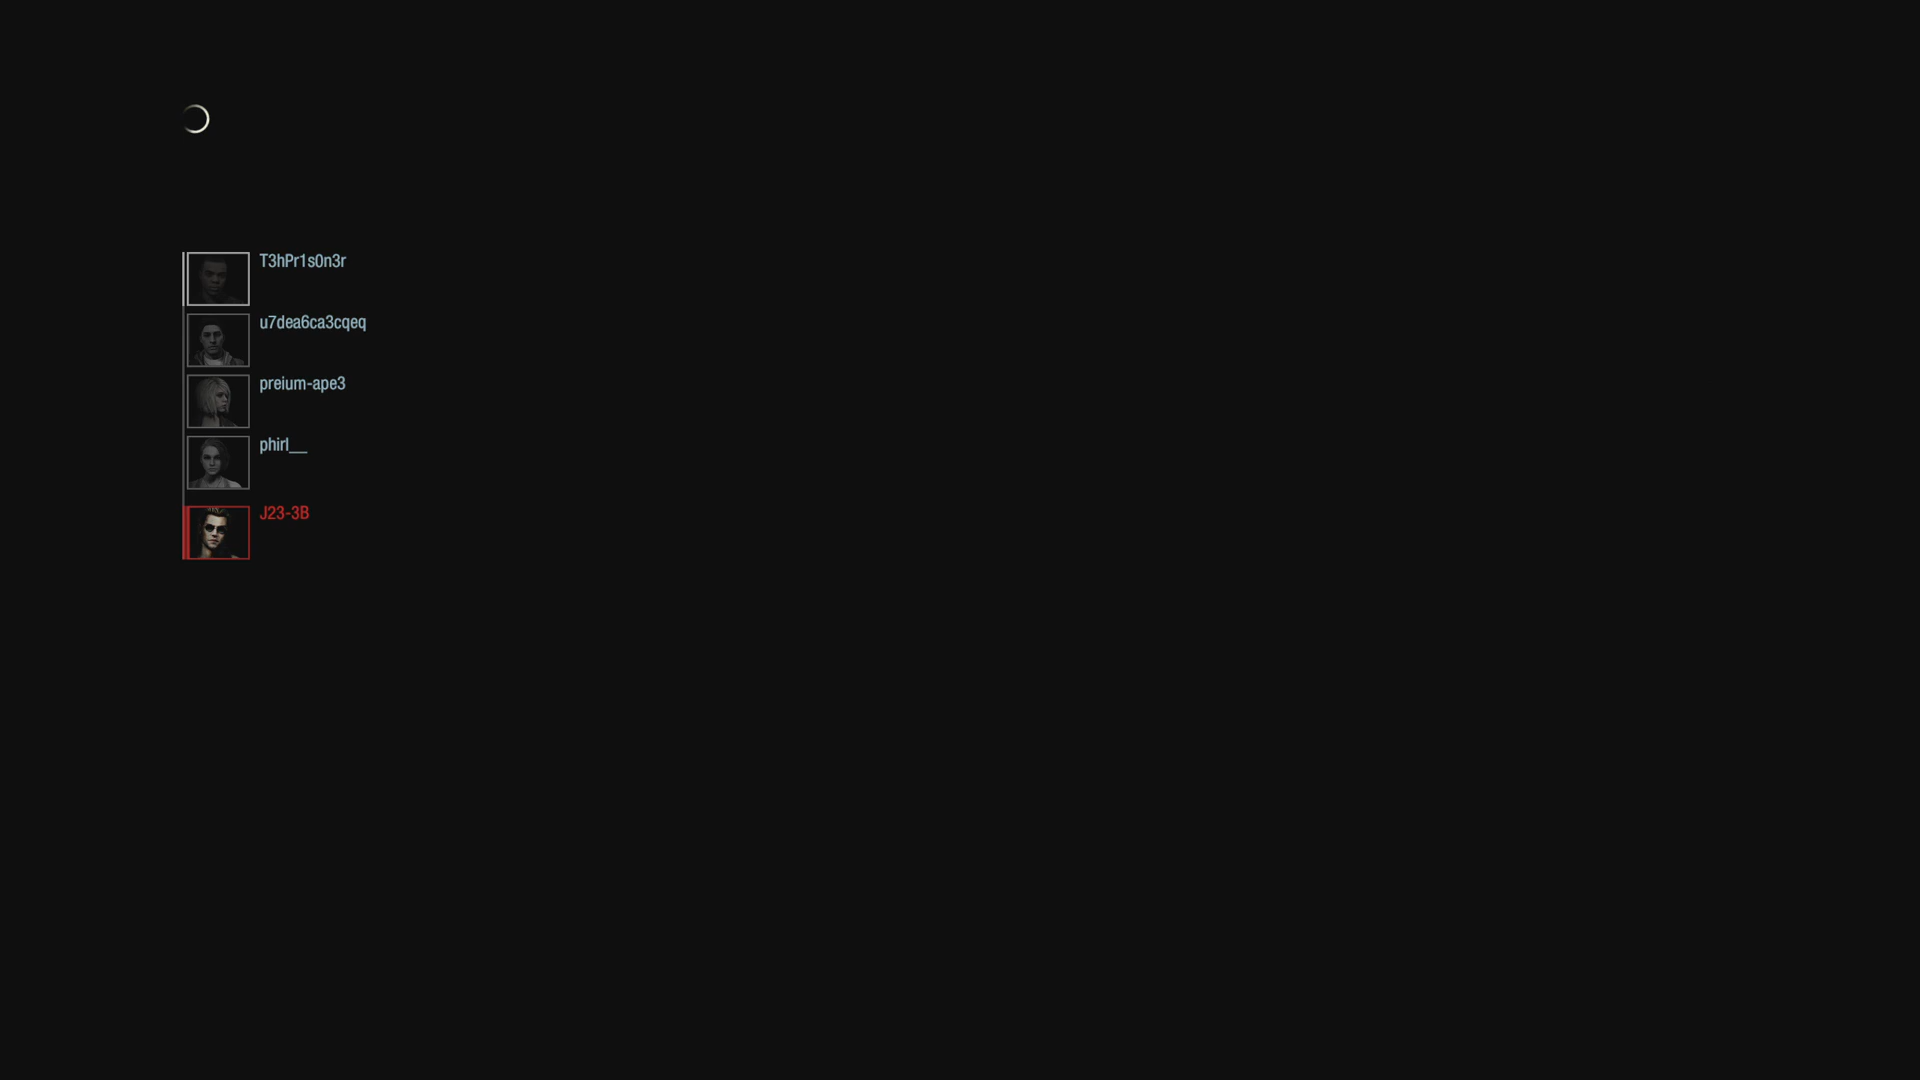 T3hPr1s0n3r
u7dea6ca3cqeq
preium-ape3
phirl__
J23-3B